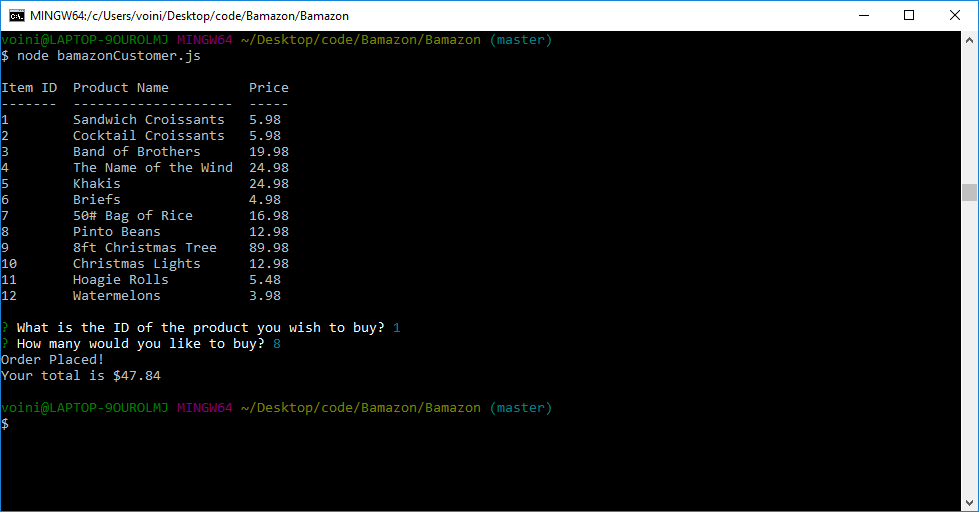 MINGW64:/c/Users/voini/Desktop/code/Bamazon/Bamazon
voini@LAPTOP-9OUROLMJ MINGW64 ~/Desktop/code/Bamazon/Bamazon (master)
$ node bamazonCustomer.js
Item ID  Product Name          Price
-------  --------------------  -----
1        Sandwich Croissants   5.98
2        Cocktail Croissants   5.98
3        Band of Brothers      19.98
4        The Name of the Wind  24.98
5        Khakis                24.98
6        Briefs                4.98
7        50# Bag of Rice       16.98
8        Pinto Beans           12.98
9        8ft Christmas Tree    89.98
10       Christmas Lights      12.98
11       Hoagie Rolls          5.48
12       Watermelons           3.98
? What is the ID of the product you wish to buy? 1
? How many would you like to buy? 8
Order Placed!
Your total is $47.84
voini@LAPTOP-9OUROLMJ MINGW64 ~/Desktop/code/Bamazon/Bamazon (master)
$